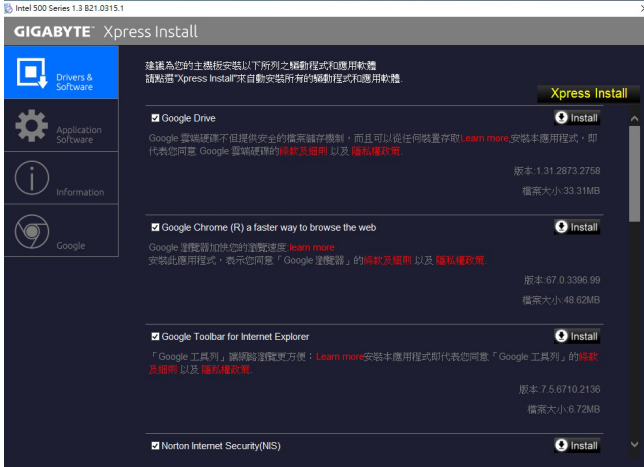 Intel 500 Series 1.3 B21.0315.1
GIGABYTE™ Xpress Install
Drivers &
Software
Application
Software
Information
Google
建議為您的主機板安裝以下所列之驅動程式和應用軟體
請點選"Xpress Install"來自動安裝所有的驅動程式和應用軟體.
Xpress Install
Google Drive
Install
Google 雲端硬碟不但提供安全的檔案儲存機制，而且可以從任何裝置存取Learn more,安裝本應用程式，即
代表您同意 Google 雲端硬碟的條款及細則 以及 隱私權政策.
版本:1.31.2873.2758
檔案大小:33.31MB
Google Chrome (R) a faster way to browse the web
Install
Google 瀏覽器加快您的瀏覽速度:learn more
安裝此應用程式，表示您同意「Google 瀏覽器」的條款及細則 以及 隱私權政策.
版本:67.0.3396.99
檔案大小:48.62MB
Google Toolbar for Internet Explorer
Install
「Google 工具列」讓網路瀏覽更方便；Learn more安裝本應用程式即代表您同意「Google 工具列」的條款
及細則 以及 隱私權政策.
版本:7.5.6710.2136
檔案大小:6.72MB
Norton Internet Security(NIS)
Install